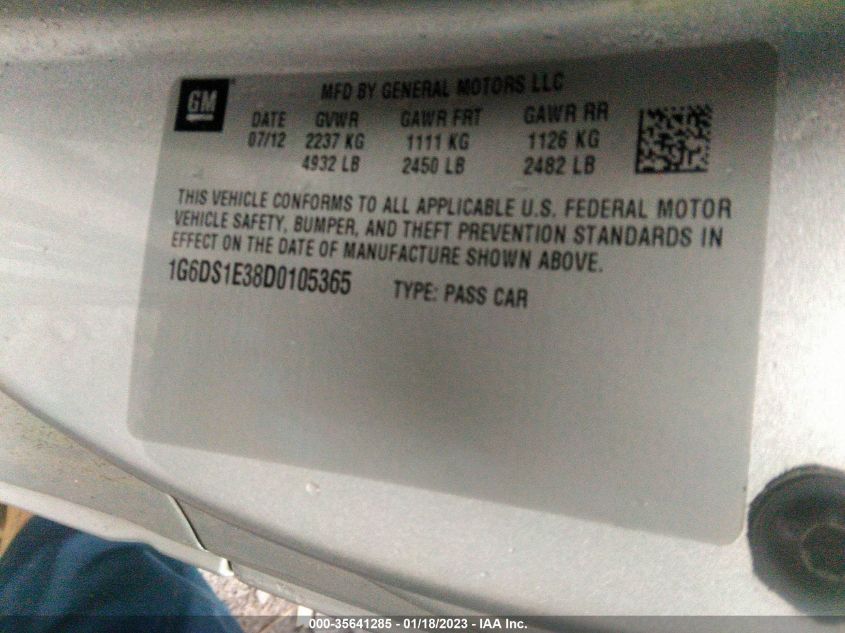 GM
MFD BY GENERAL MOTORS LLC
DATE GVWR GAWR FRT GAWR RR
07/12 2237 KG 1111 KG 1126 KG
4932 LB 2450 LB 2482 LB
THIS VEHICLE CONFORMS TO ALL APPLICABLE U.S. FEDERAL MOTOR
VEHICLE SAFETY, BUMPER, AND THEFT PREVENTION STANDARDS IN
EFFECT ON THE DATE OF MANUFACTURE SHOWN ABOVE.
1G6DS1E38D0105365 TYPE: PASS CAR
000-35641285 - 01/18/2023 - IAA Inc.